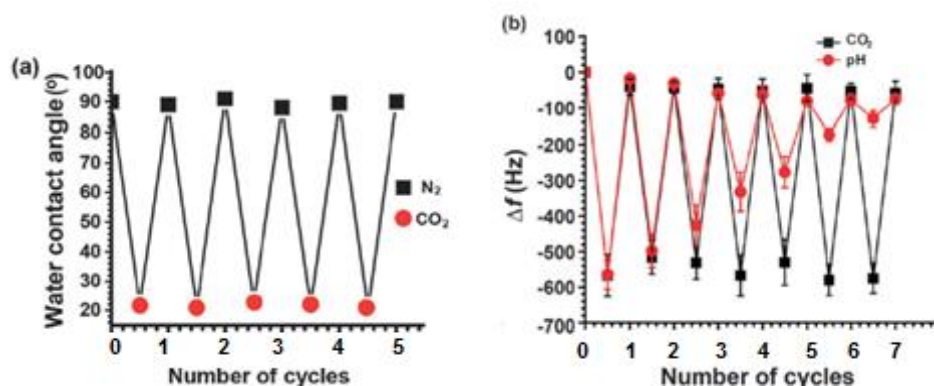 (a)
Water contact angle (º)
100
90
80
70
60
50
40
30
20
0 1 2 3 4 5
Number of cycles
N₂
CO₂
(b)
Δf (Hz)
100
0
-100
-200
-300
-400
-500
-600
-700
0 1 2 3 4 5 6 7
Number of cycles
CO₂
pH